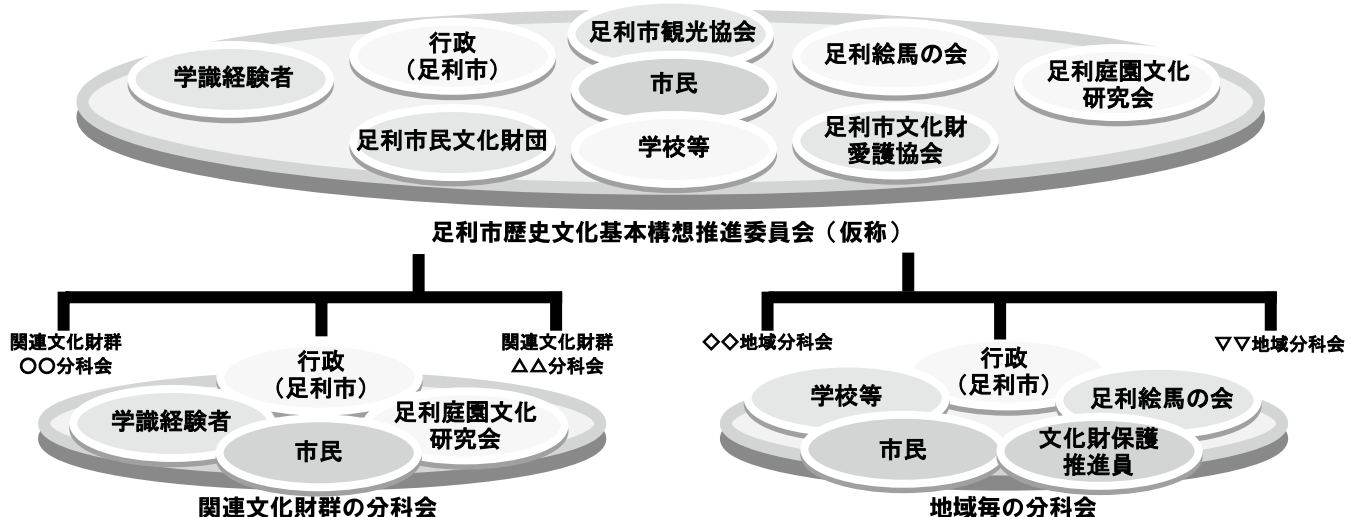 足利市観光協会
行政
（足利市）
足利絵馬の会
学識経験者
市民
足利庭園文化
研究会
足利市民文化財団
学校等
足利市文化財
愛護協会
足利市歴史文化基本構想推進委員会（仮称）
関連文化財群
○○分科会
関連文化財群
△△分科会
◇◇地域分科会
▽▽地域分科会
行政
（足利市）
学識経験者
足利庭園文化
研究会
市民
関連文化財群の分科会
行政
（足利市）
学校等
足利絵馬の会
市民
文化財保護
推進員
地域毎の分科会